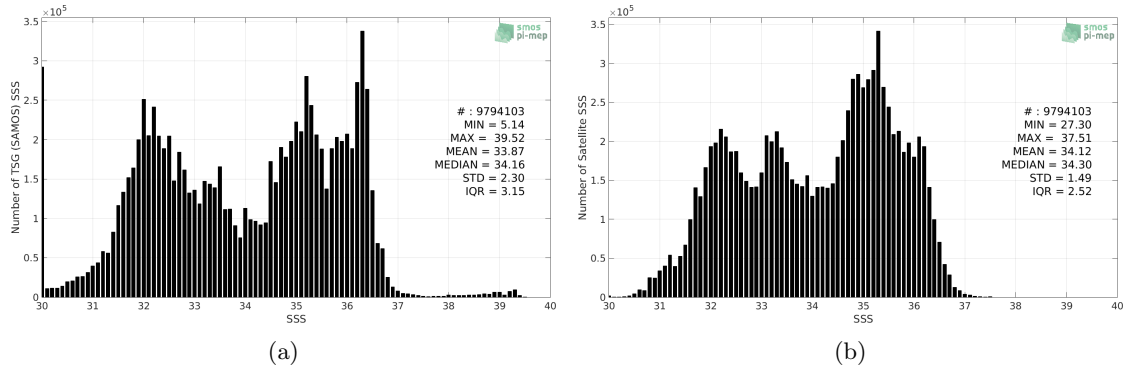 ×10^5
3.5
3
2.5
2
1.5
1
0.5
0
Number of TSG (SAMOS) SSS
30 31 32 33 34 35 36 37 38 39 40
SSS
smos
pi-mep
# : 9794103
MIN = 5.14
MAX = 39.52
MEAN = 33.87
MEDIAN = 34.16
STD = 2.30
IQR = 3.15
(a)
×10^5
3.5
3
2.5
2
1.5
1
0.5
0
Number of Satellite SSS
30 31 32 33 34 35 36 37 38 39 40
SSS
smos
pi-mep
# : 9794103
MIN = 27.30
MAX = 37.51
MEAN = 34.12
MEDIAN = 34.30
STD = 1.49
IQR = 2.52
(b)